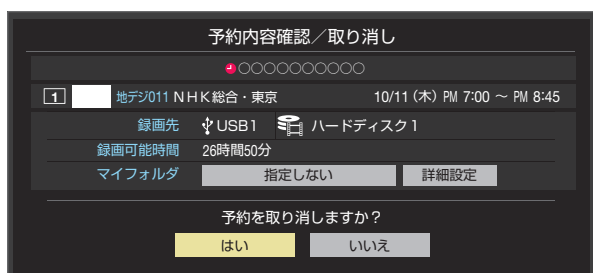 予約内容確認／取り消し
○○○○○○○○○○
1 地デジ011 NHK総合・東京 10/11(木) PM 7:00 ～ PM 8:45
録画先 USB1 ハードディスク1
録画可能時間 26時間50分
マイフォルダ 指定しない 詳細設定
予約を取り消しますか？
はい いいえ